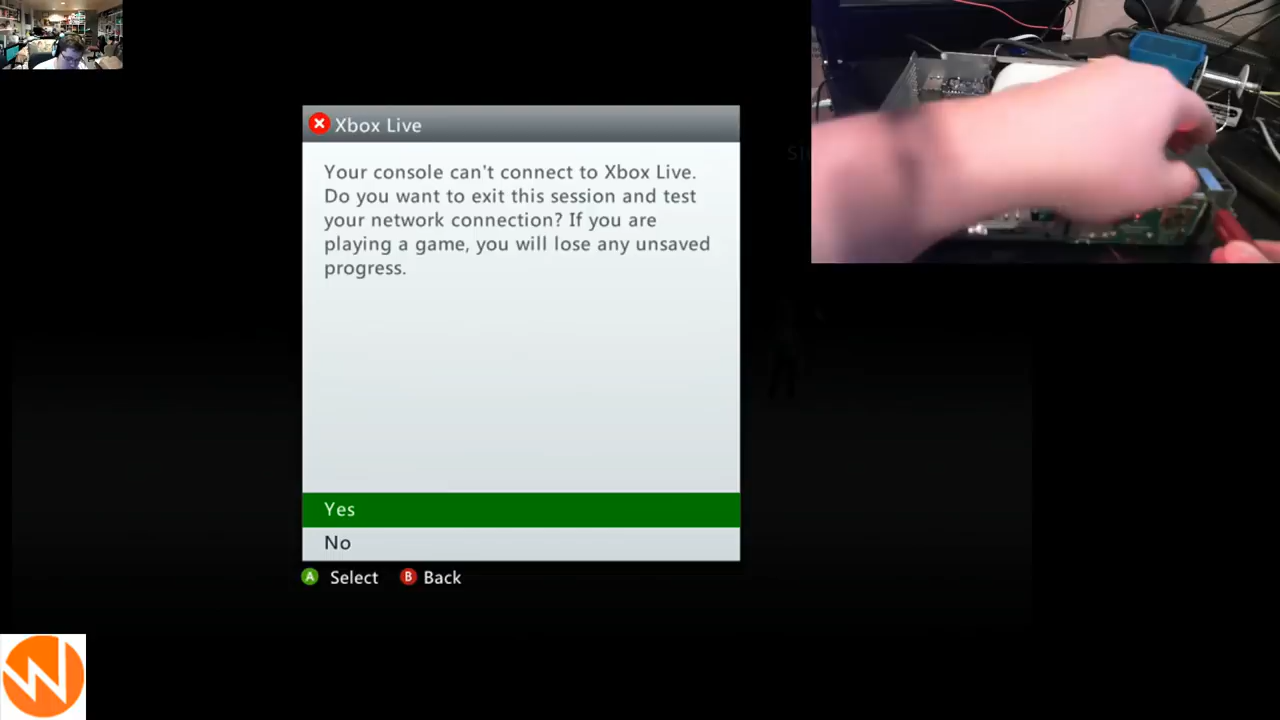 Xbox Live
Your console can't connect to Xbox Live.
Do you want to exit this session and test
your network connection? If you are
playing a game, you will lose any unsaved
progress.
Yes
No
A Select B Back
W